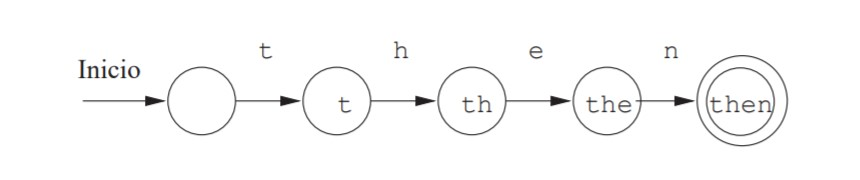 t h e n
Inicio
t th the then